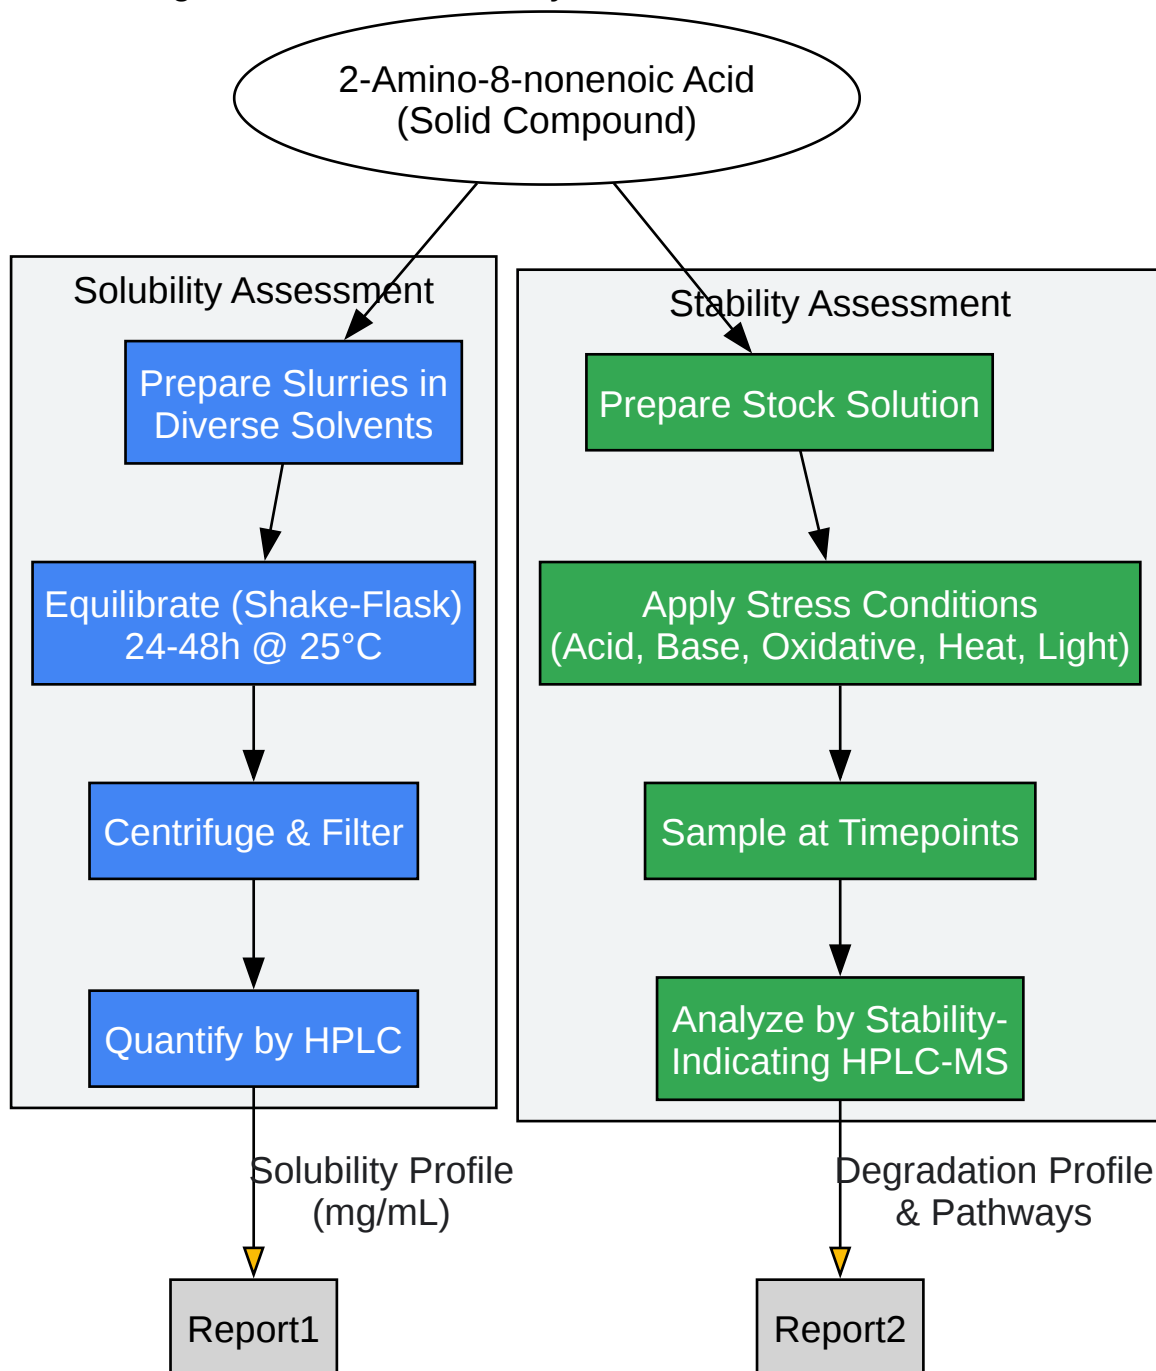 2-Amino-8-nonenoic Acid
(Solid Compound)
Solubility Assessment
Prepare Slurries in
Diverse Solvents
Equilibrate (Shake-Flask)
24-48h @ 25°C
Centrifuge & Filter
Quantify by HPLC
Solubility Profile
(mg/mL)
Report1
Stability Assessment
Prepare Stock Solution
Apply Stress Conditions
(Acid, Base, Oxidative, Heat, Light)
Sample at Timepoints
Analyze by Stability-
Indicating HPLC-MS
Degradation Profile
& Pathways
Report2